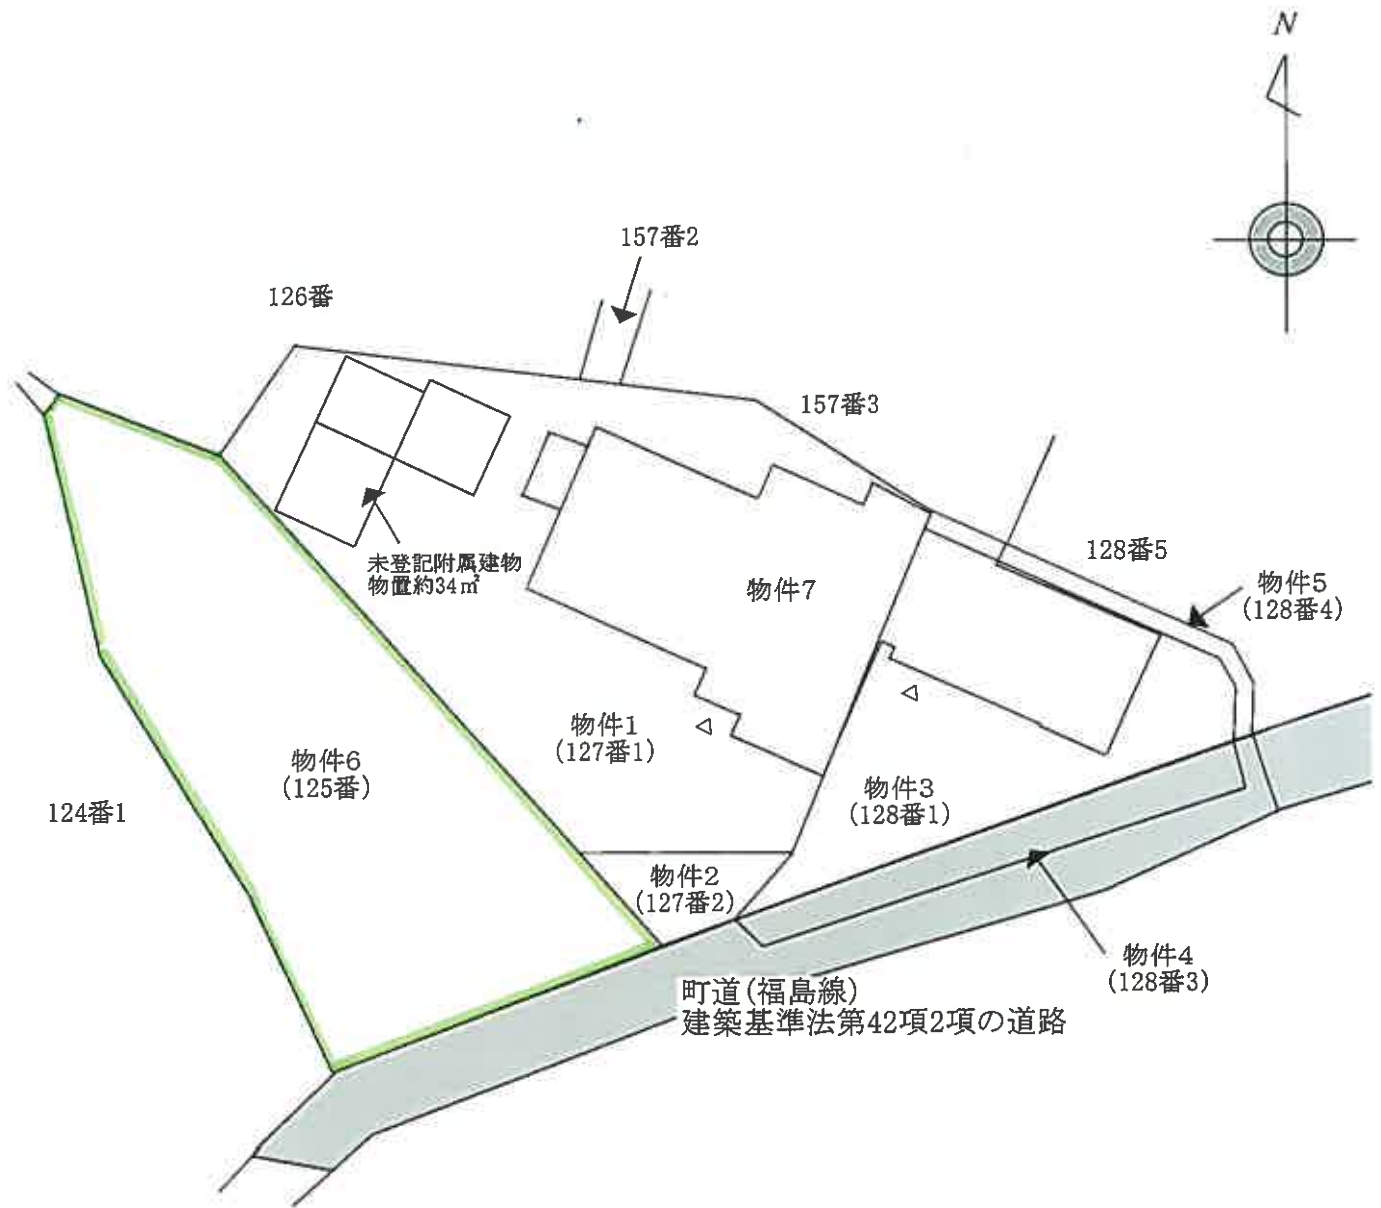 N
157番2
126番
157番3
128番5
未登記附属建物
物置約34㎡
物件7
物件5
(128番4)
物件1
(127番1)
物件6
(125番)
物件3
(128番1)
124番1
物件2
(127番2)
物件4
(128番3)
町道(福島線)
建築基準法第42項2項の道路